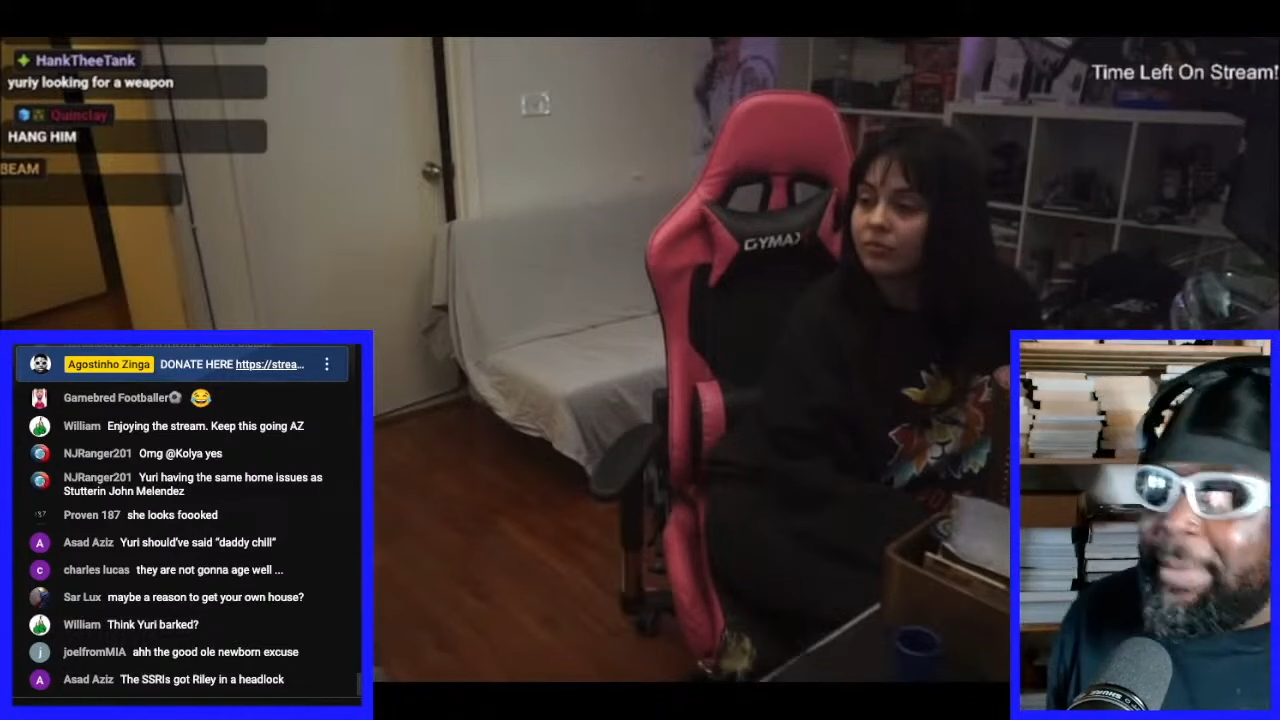 HankTheeTank
yuriy looking for a weapon
Quinclay
HANG HIM
BEAM
Time Left On Stream!
GYMAX
Agostinho Zinga DONATE HERE https://strea...
Gamebred Footballer
William Enjoying the stream. Keep this going AZ
NJRanger201 Omg @Kolya yes
NJRanger201 Yuri having the same home issues as
Stutterin John Melendez
Proven 187 she looks foooked
Asad Aziz Yuri should've said "daddy chill"
charles lucas they are not gonna age well ...
Sar Lux maybe a reason to get your own house?
William Think Yuri barked?
joelfromMIA ahh the good ole newborn excuse
Asad Aziz The SSRIs got Riley in a headlock